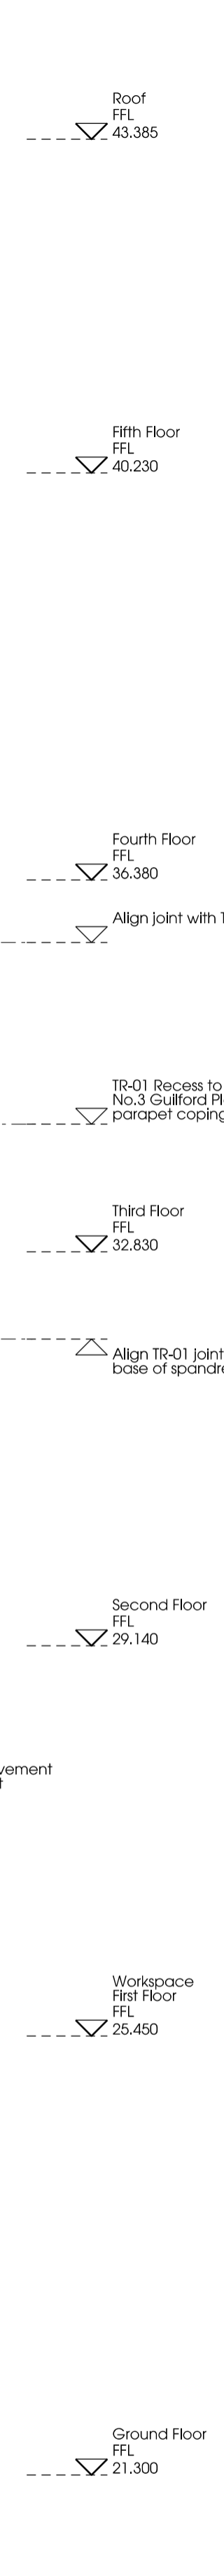 Roof
FFL
43.385
Fifth Floor
FFL
40.230
Fourth Floor
FFL
36.380
Align joint with
TR-01 Recess to
No.3 Guilford
parapet
Third Floor
FFL
32.830
Align TR-01 joint
base of
Second Floor
FFL
29.140
Workspace
First Floor
FFL
25.450
Ground Floor
FFL
21.300